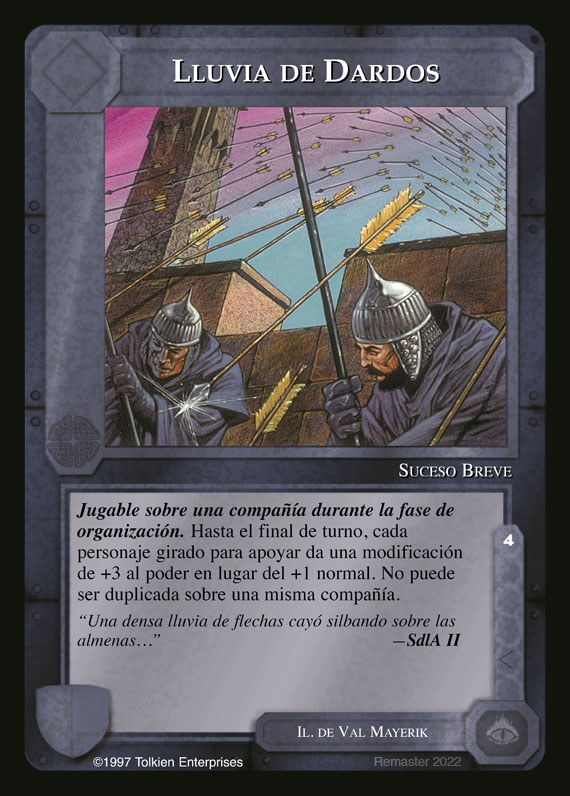 Lluvia de Dardos
Suceso Breve
Jugable sobre una compañía durante la fase de
organización. Hasta el final de turno, cada
personaje girado para apoyar da una modificación
de +3 al poder en lugar del +1 normal. No puede
ser duplicada sobre una misma compañía.
4
“Una densa lluvia de flechas cayó silbando sobre las
almenas…” —SdlA II
Il. de Val Mayerik
©1997 Tolkien Enterprises
Remaster 2022